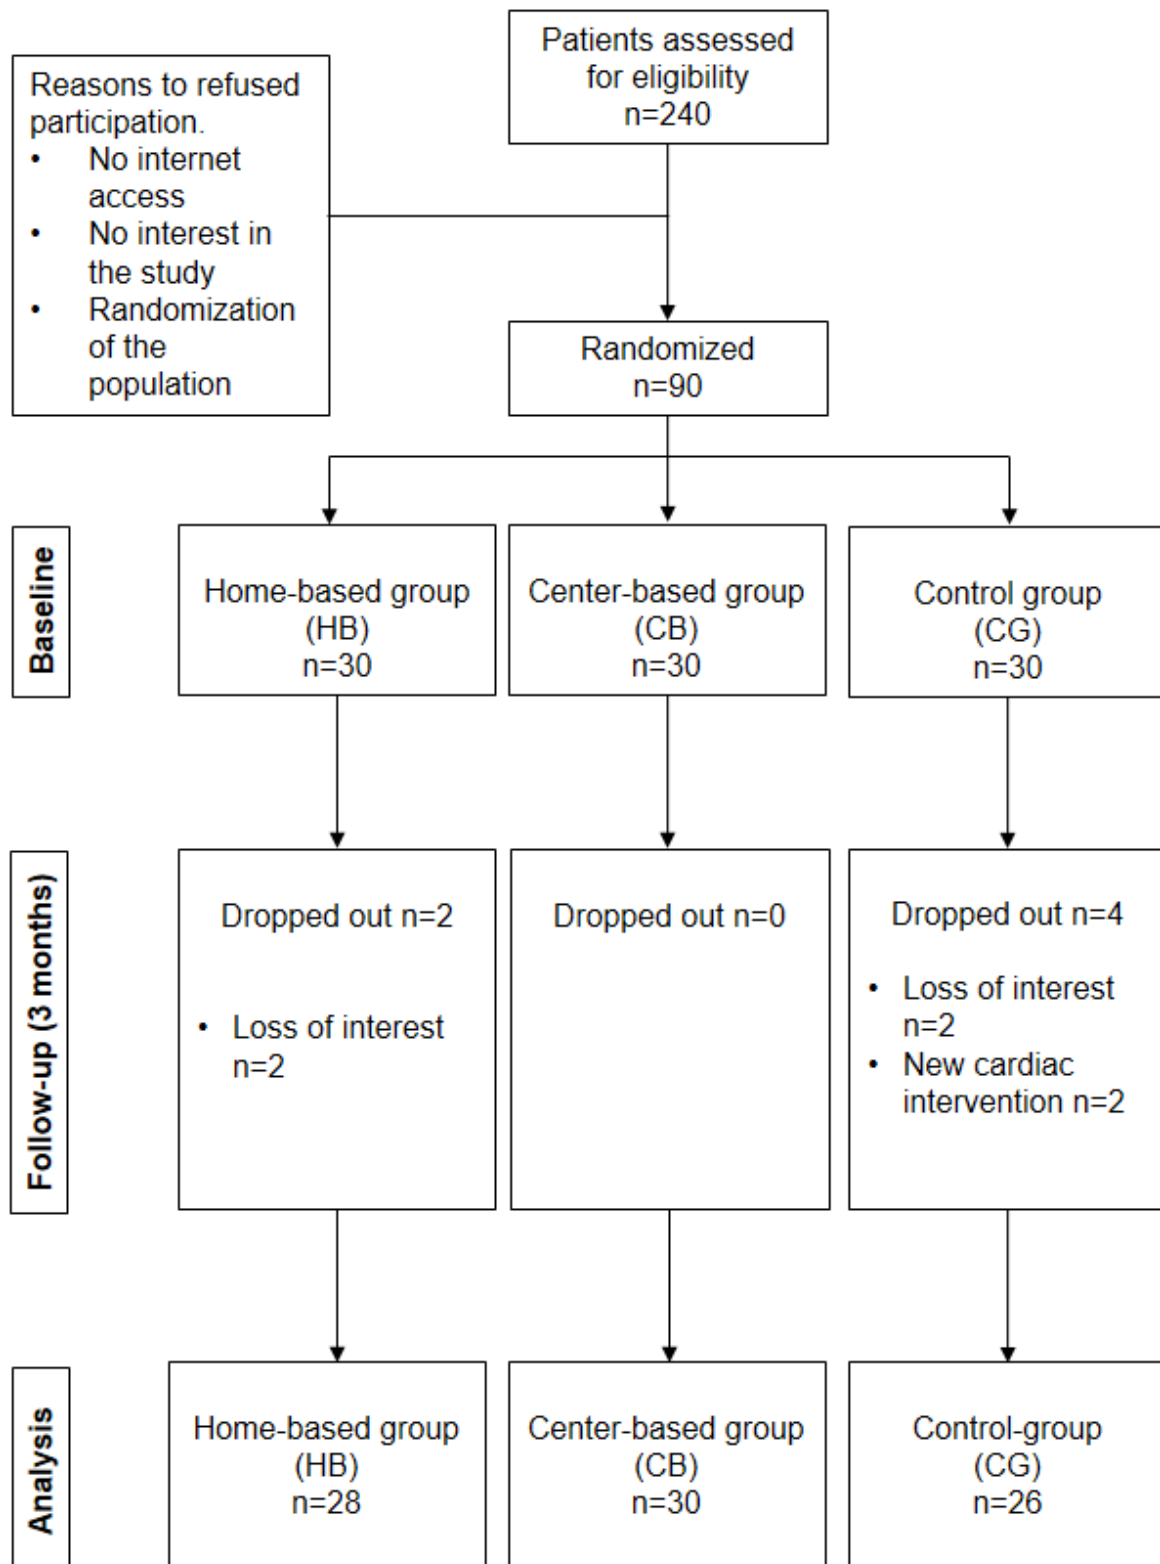 Patients assessed
for eligibility
n=240
Reasons to refused
participation.
• No internet
access
• No interest in
the study
• Randomization
of the
population
Randomized
n=90
Baseline
Home-based group
(HB)
n=30
Center-based group
(CB)
n=30
Control group
(CG)
n=30
Follow-up (3 months)
Dropped out n=2
• Loss of interest
n=2
Dropped out n=0
Dropped out n=4
• Loss of interest
n=2
• New cardiac
intervention n=2
Analysis
Home-based group
(HB)
n=28
Center-based group
(CB)
n=30
Control-group
(CG)
n=26